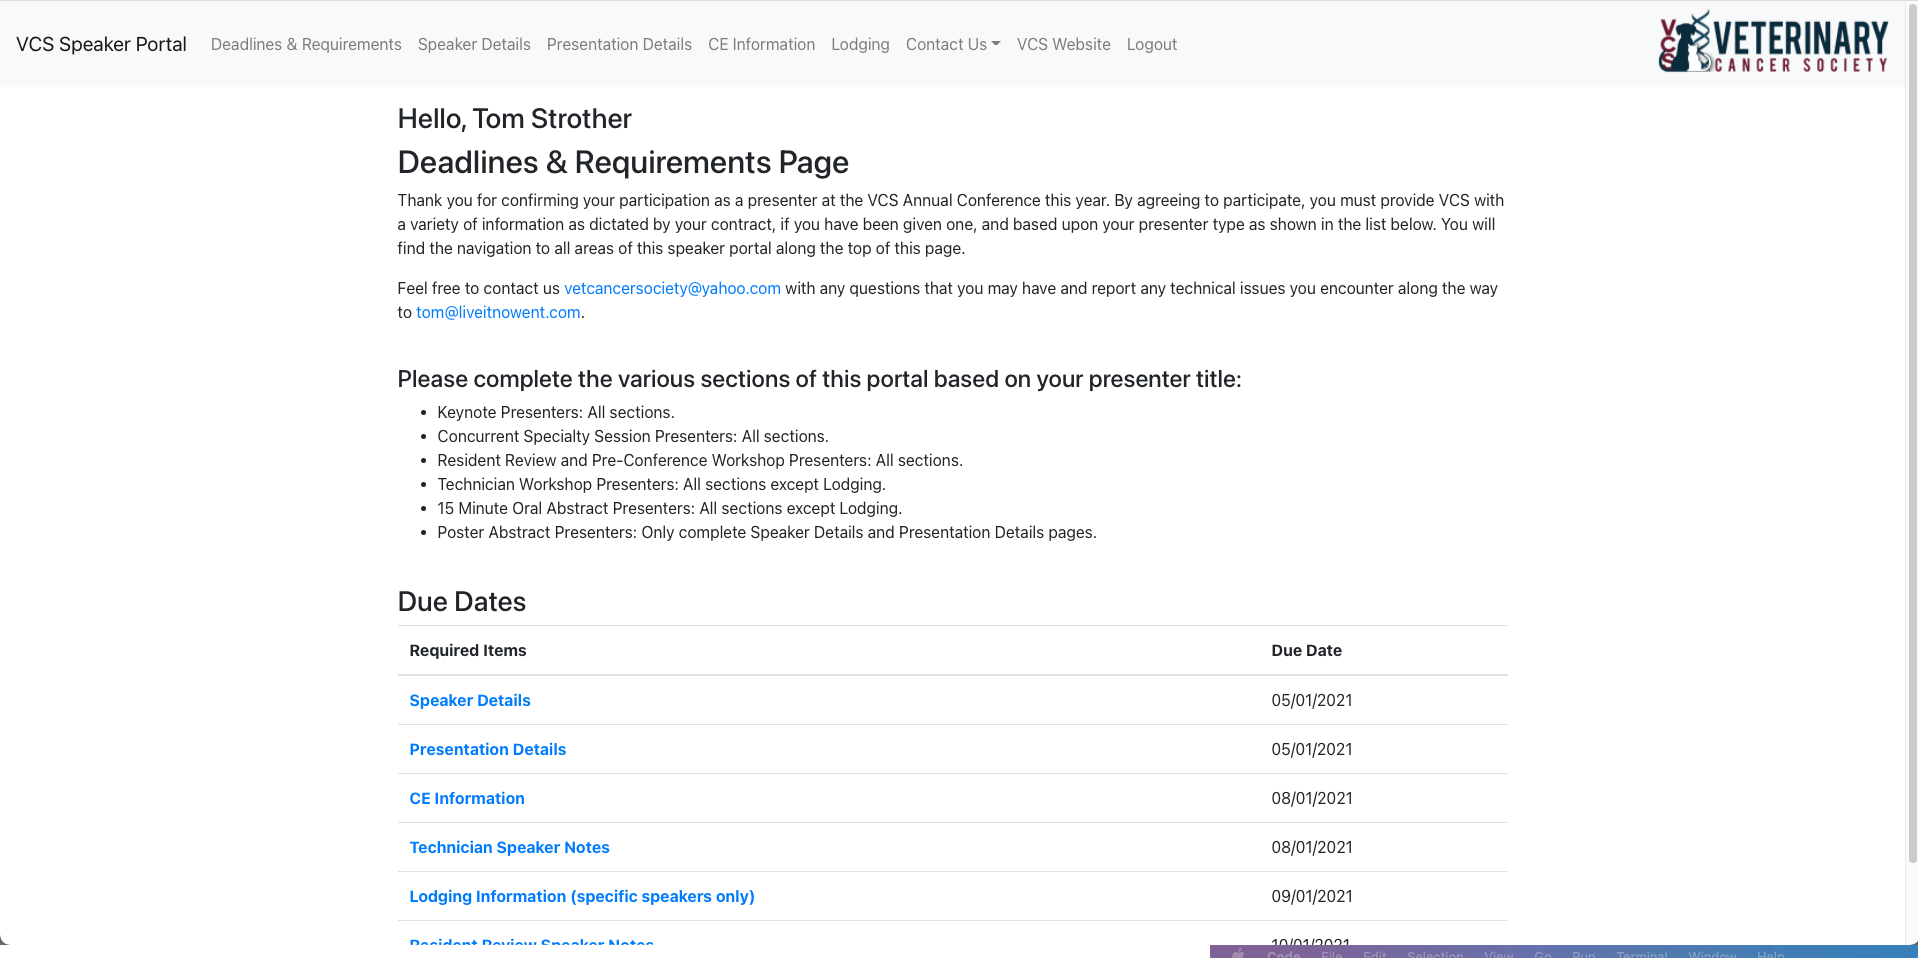 VCS Speaker Portal Deadlines & Requirements Speaker Details Presentation Details CE Information Lodging Contact Us VCS Website Logout
VCS VETERINARY
CANCER SOCIETY
Hello, Tom Strother
Deadlines & Requirements Page
Thank you for confirming your participation as a presenter at the VCS Annual Conference this year. By agreeing to participate, you must provide VCS with
a variety of information as dictated by your contract, if you have been given one, and based upon your presenter type as shown in the list below. You will
find the navigation to all areas of this speaker portal along the top of this page.
Feel free to contact us vetcancersociety@yahoo.com with any questions that you may have and report any technical issues you encounter along the way
to tom@liveitnowent.com.
Please complete the various sections of this portal based on your presenter title:
• Keynote Presenters: All sections.
• Concurrent Specialty Session Presenters: All sections.
• Resident Review and Pre-Conference Workshop Presenters: All sections.
• Technician Workshop Presenters: All sections except Lodging.
• 15 Minute Oral Abstract Presenters: All sections except Lodging.
• Poster Abstract Presenters: Only complete Speaker Details and Presentation Details pages.
Due Dates
Required Items Due Date
Speaker Details 05/01/2021
Presentation Details 05/01/2021
CE Information 08/01/2021
Technician Speaker Notes 08/01/2021
Lodging Information (specific speakers only) 09/01/2021
Resident Review Speaker Notes 10/01/2021
Code File Edit Selection View Go Run Terminal Window Help